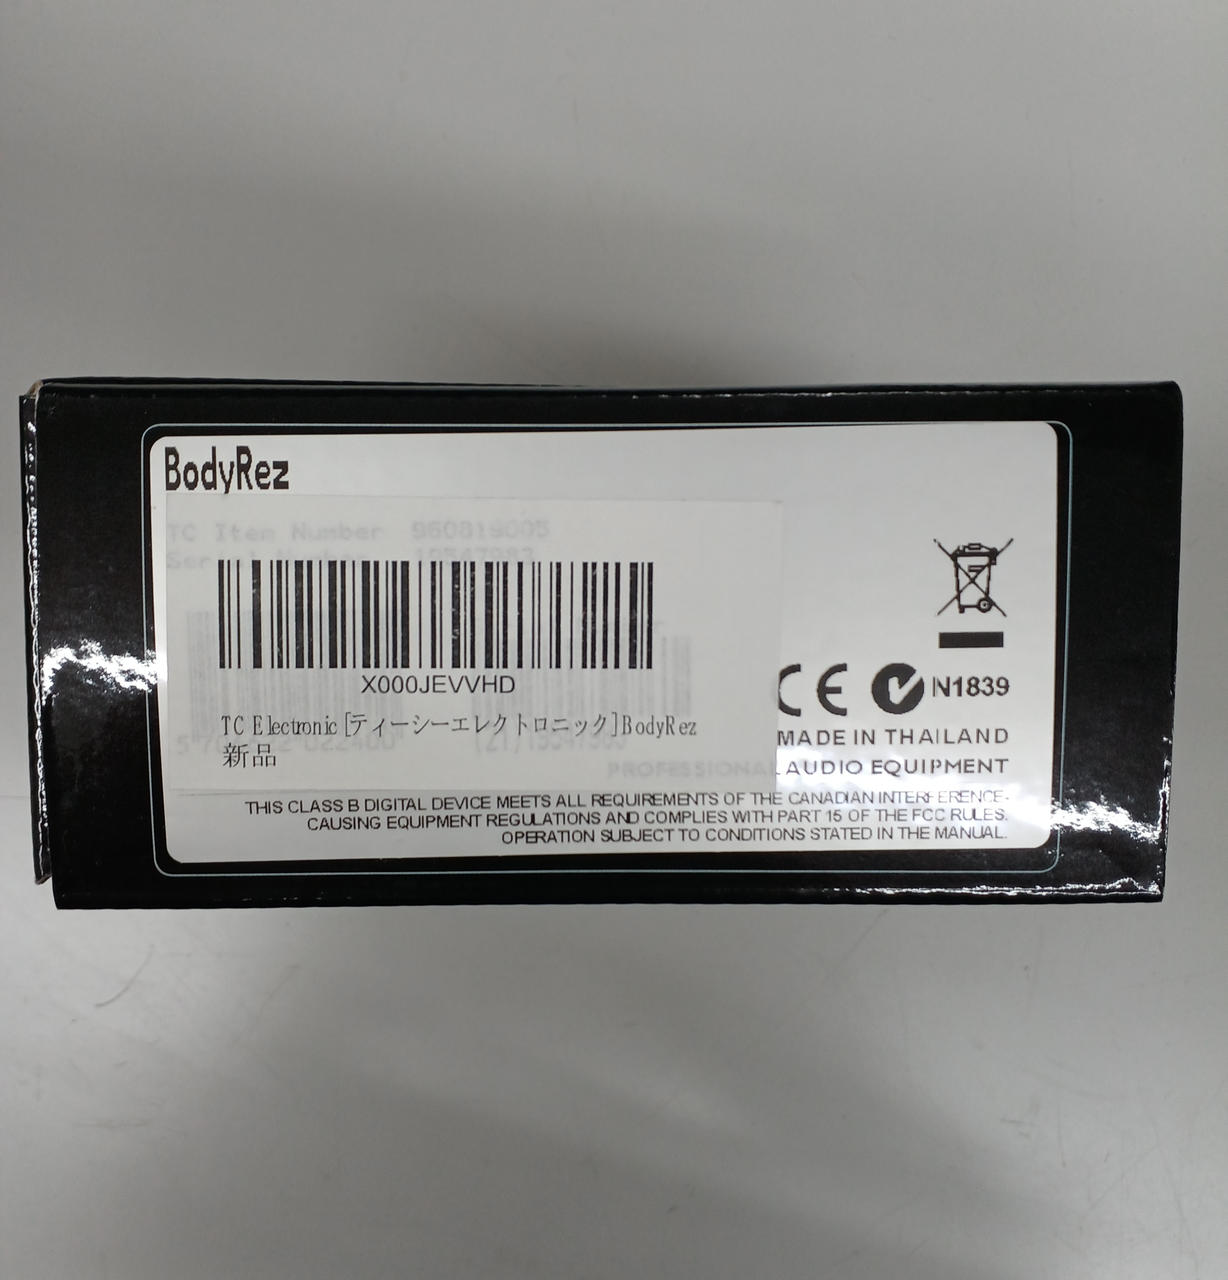 BodyRez
TC Item Number 960819005
Serial Number 19547983
X000JEVVHD
TC Electronic [ティーシーエレクトロニック]BodyRez
新品
CE N1839
MADE IN THAILAND
PROFESSIONAL AUDIO EQUIPMENT
THIS CLASS B DIGITAL DEVICE MEETS ALL REQUIREMENTS OF THE CANADIAN INTERFERENCE-
CAUSING EQUIPMENT REGULATIONS AND COMPLIES WITH PART 15 OF THE FCC RULES.
OPERATION SUBJECT TO CONDITIONS STATED IN THE MANUAL.